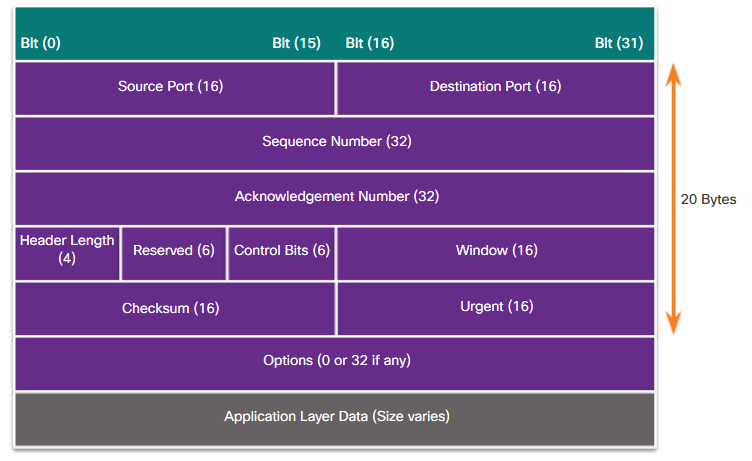 Bit (0) Bit (15) Bit (16) Bit (31)
Source Port (16) Destination Port (16)
Sequence Number (32)
Acknowledgement Number (32)
20 Bytes
Header Length
(4)
Reserved (6) Control Bits (6) Window (16)
Checksum (16) Urgent (16)
Options (0 or 32 if any)
Application Layer Data (Size varies)